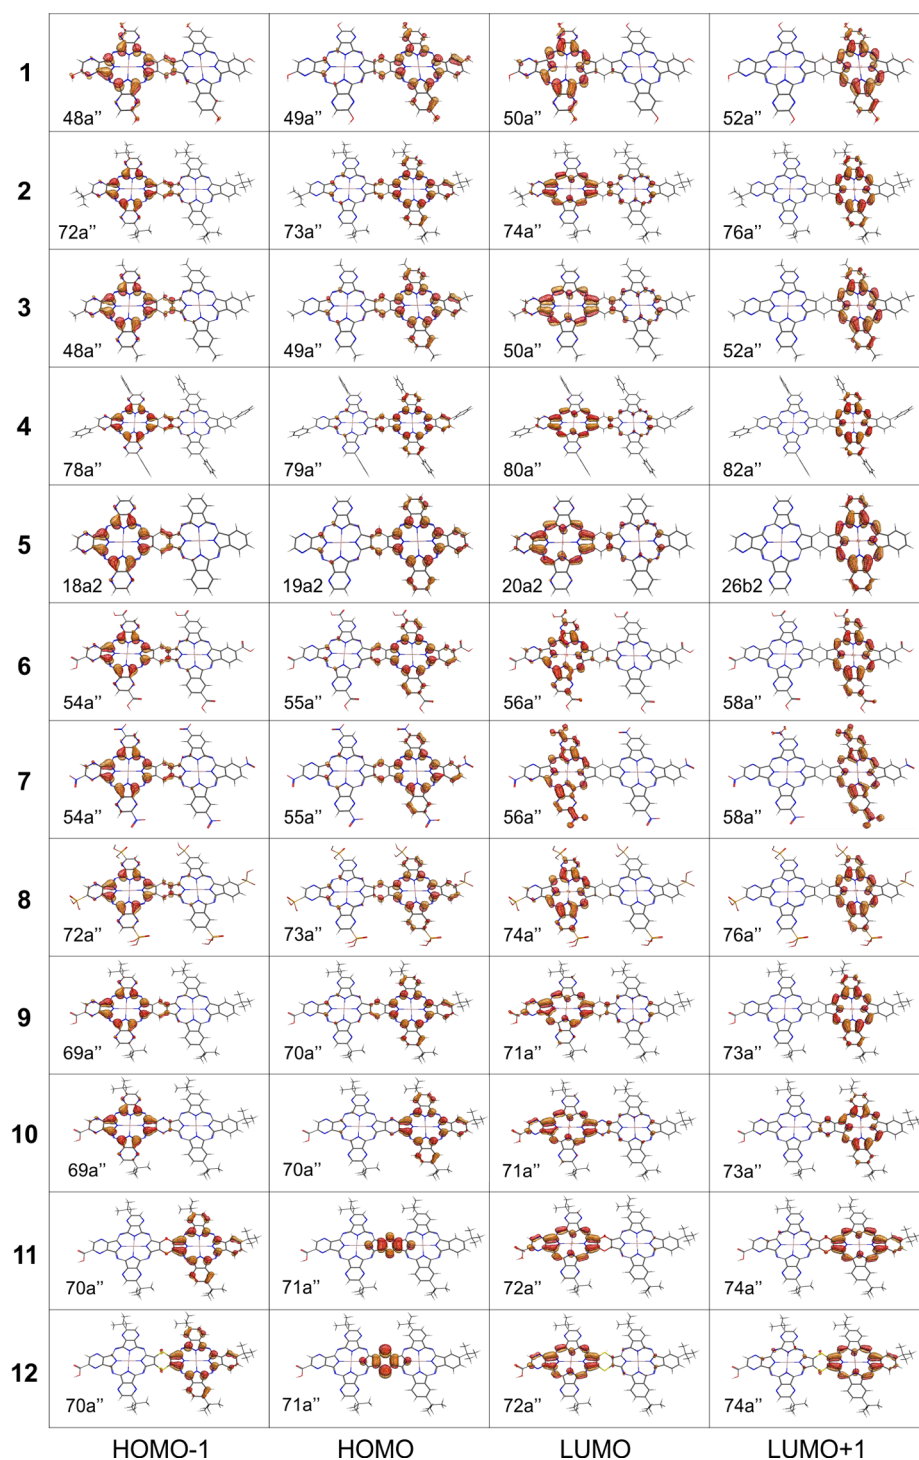 1
48a’’ 49a’’ 50a’’ 52a’’
2
72a’’ 73a’’ 74a’’ 76a’’
3
48a’’ 49a’’ 50a’’ 52a’’
4
78a’’ 79a’’ 80a’’ 82a’’
5
18a2 19a2 20a2 26b2
6
54a’’ 55a’’ 56a’’ 58a’’
7
54a’’ 55a’’ 56a’’ 58a’’
8
72a’’ 73a’’ 74a’’ 76a’’
9
69a’’ 70a’’ 71a’’ 73a’’
10
69a’’ 70a’’ 71a’’ 73a’’
11
70a’’ 71a’’ 72a’’ 74a’’
12
70a’’ 71a’’ 72a’’ 74a’’
HOMO-1 HOMO LUMO LUMO+1